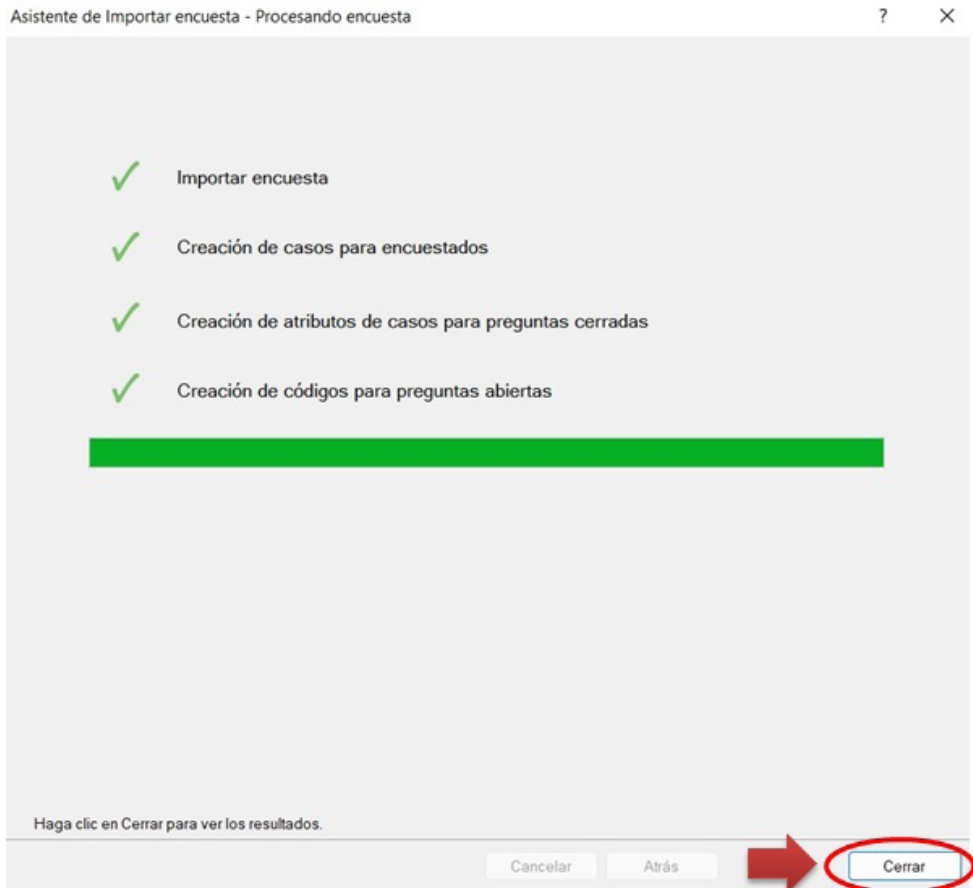 Asistente de Importar encuesta - Procesando encuesta ? ×
Importar encuesta
Creación de casos para encuestados
Creación de atributos de casos para preguntas cerradas
Creación de códigos para preguntas abiertas
Haga clic en Cerrar para ver los resultados.
Cancelar Atrás Cerrar